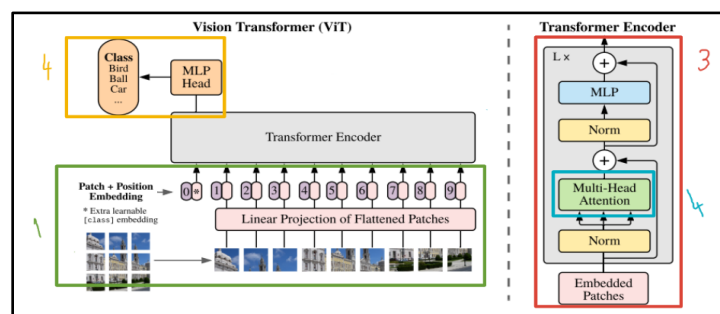 Vision Transformer (ViT)
4
Class
Bird
Ball
Car
...
MLP
Head
Transformer Encoder
1
Patch + Position
Embedding
* Extra learnable
[class] embedding
0 * 1 2 3 4 5 6 7 8 9
Linear Projection of Flattened Patches
Transformer Encoder
3
L ×
+
MLP
Norm
+
Multi-Head
Attention
4
Norm
Embedded
Patches